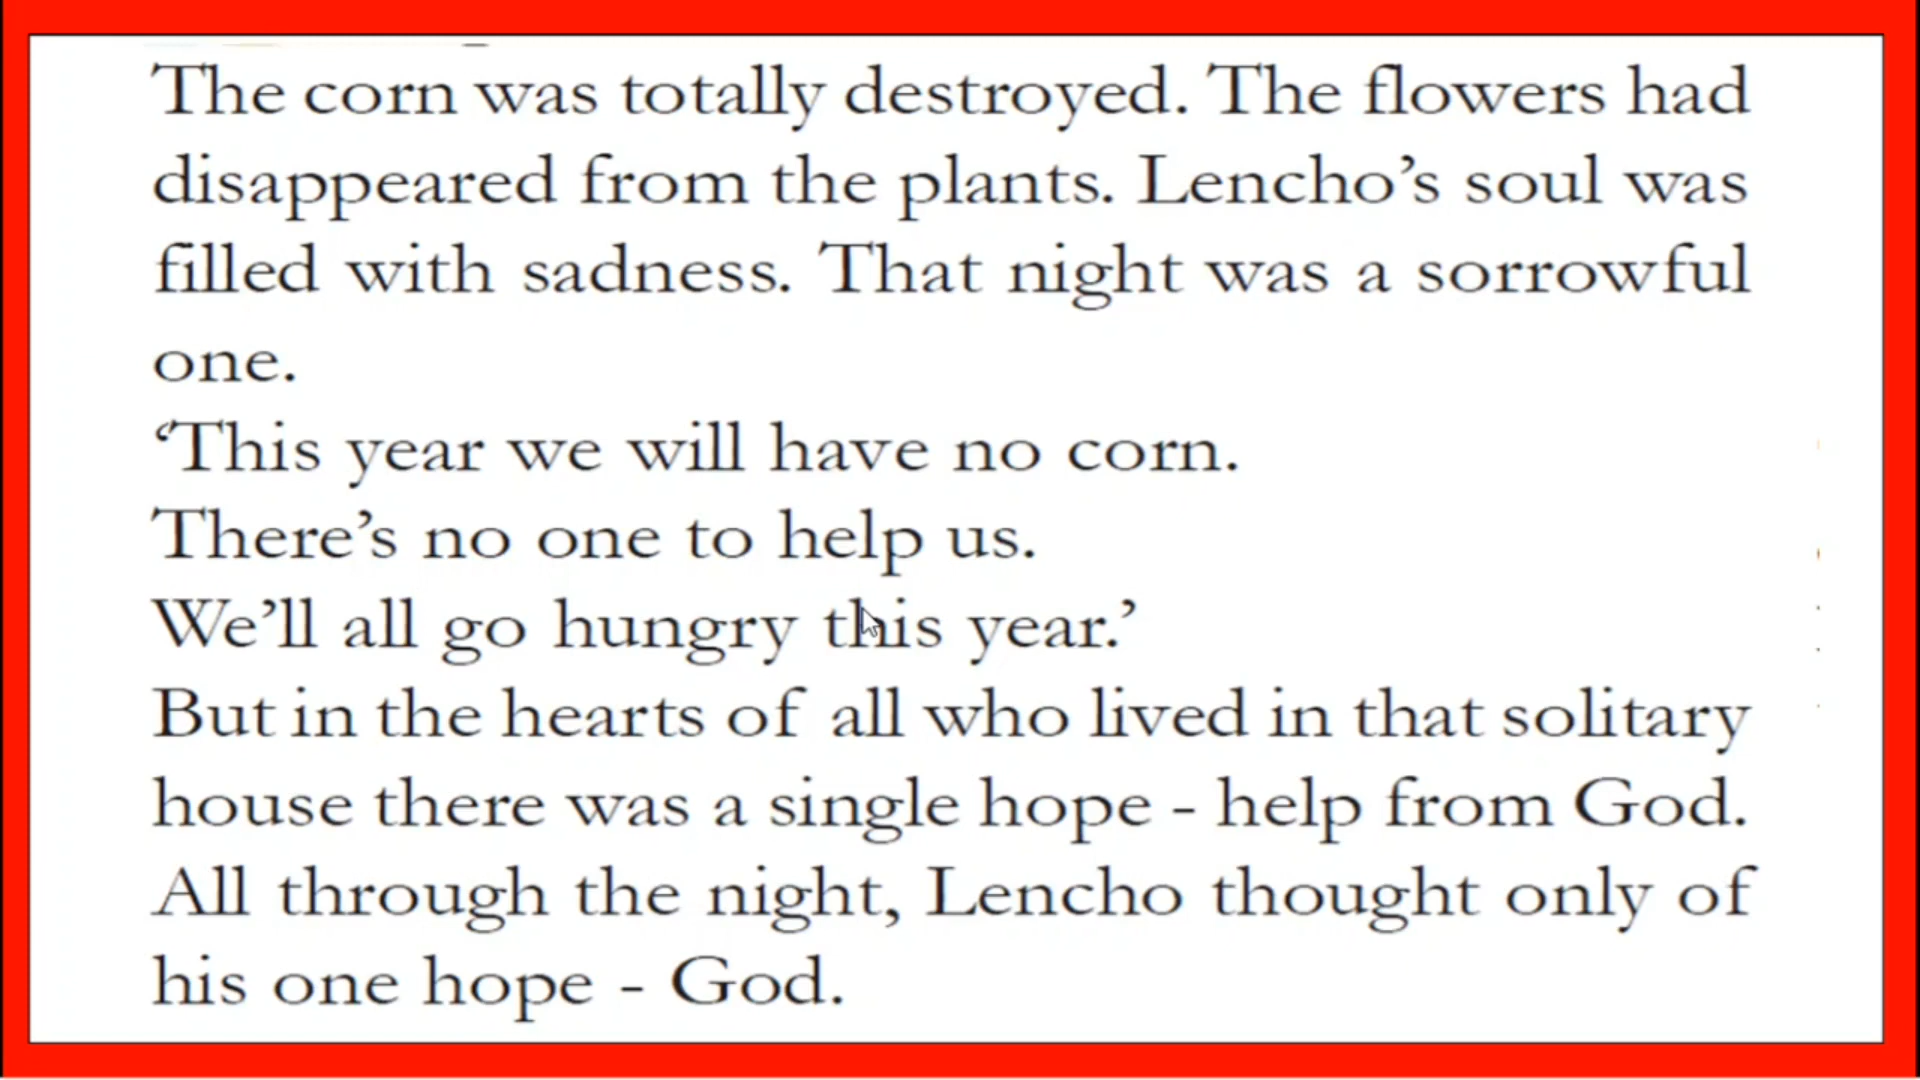 The corn was totally destroyed. The flowers had
disappeared from the plants. Lencho’s soul was
filled with sadness. That night was a sorrowful
one.
‘This year we will have no corn.
There’s no one to help us.
We’ll all go hungry this year.’
But in the hearts of all who lived in that solitary
house there was a single hope - help from God.
All through the night, Lencho thought only of
his one hope - God.